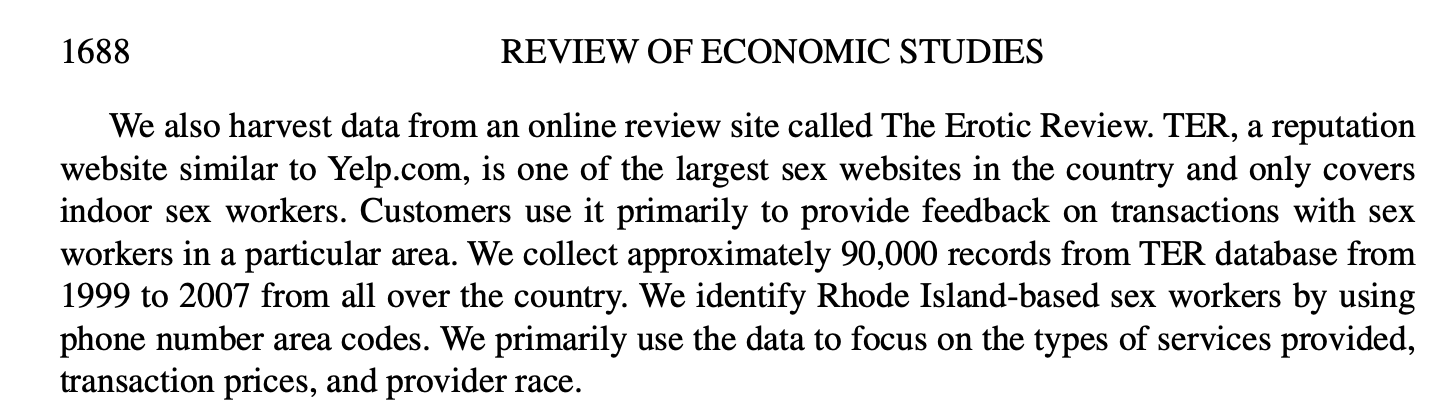 1688 REVIEW OF ECONOMIC STUDIES
We also harvest data from an online review site called The Erotic Review. TER, a reputation
website similar to Yelp.com, is one of the largest sex websites in the country and only covers
indoor sex workers. Customers use it primarily to provide feedback on transactions with sex
workers in a particular area. We collect approximately 90,000 records from TER database from
1999 to 2007 from all over the country. We identify Rhode Island-based sex workers by using
phone number area codes. We primarily use the data to focus on the types of services provided,
transaction prices, and provider race.